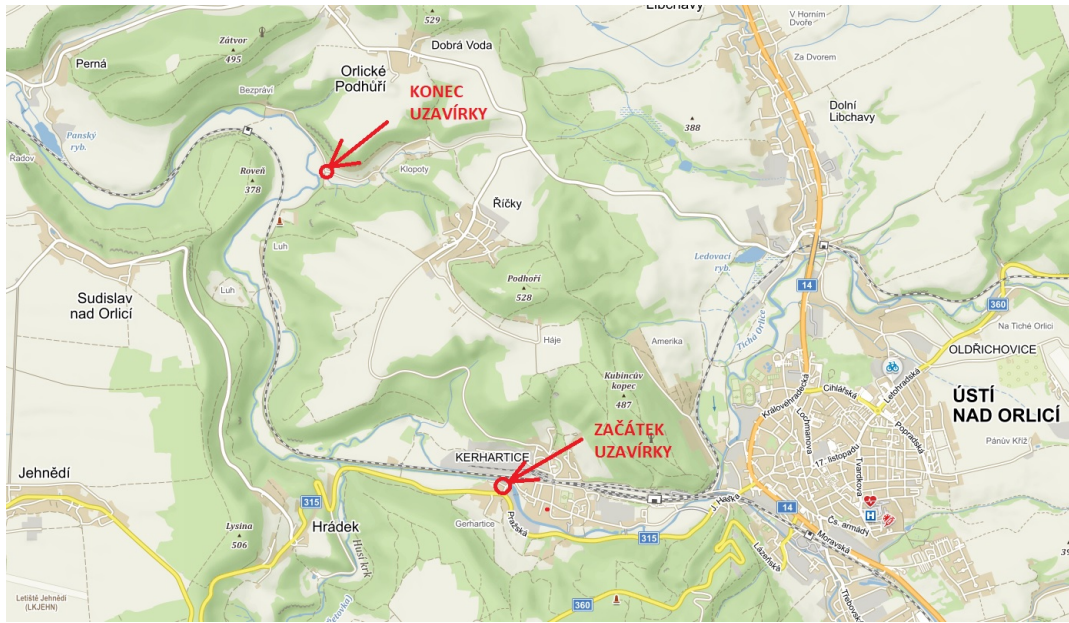 Libchavy
529
V Horním
Dvoře
Zátvor
495
Dobrá Voda
Za Dvorem
Perná
Orlické
Podhůří
Bezpráví
KONEC
UZAVÍRKY
Dolní
Libchavy
388
Panský
ryb.
Řadov
Roveň
378
Klopoty
Říčky
Luh
Ledovací
ryb.
Podhoří
528
14
Luh
Sudislav
nad Orlicí
360
Na Tiché Orlici
Tichá Orlice
Háje
Amerika
OLDŘICHOVICE
Kubincův
kopec
487
Královéhradecká
Cihlářská
Letohradská
ÚSTÍ
NAD ORLICÍ
Lochmanova
Popradská
17. listopadu
Tvardkova
Pánův Kříž
ZAČÁTEK
UZAVÍRKY
KERHARTICE
Jehnědí
315
J. Haška
14
H
Čs. armády
Gerhartice
Pražská
Lysina
506
Hrádek
315
Moravská
Husí krk
Lázeňská
Letiště Jehnědí
(LKJEHN)
360
Třebovská